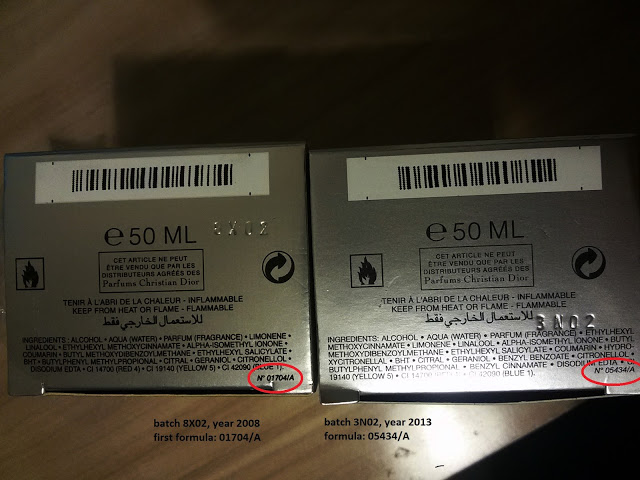 ℮ 50 ML 8X02
CET ARTICLE NE PEUT
ÊTRE VENDU QUE PAR LES
DISTRIBUTEURS AGRÉÉS DES
Parfums Christian Dior
TENIR À L'ABRI DE LA CHALEUR - INFLAMMABLE
KEEP FROM HEAT OR FLAME - FLAMMABLE
للاستعمال الخارجي فقط
INGREDIENTS: ALCOHOL • AQUA (WATER) • PARFUM (FRAGRANCE) • LIMONENE •
LINALOOL • ETHYLHEXYL METHOXYCINNAMATE • ALPHA-ISOMETHYL IONONE •
COUMARIN • BUTYL METHOXYDIBENZOYLMETHANE • ETHYLHEXYL SALICYLATE •
BHT • BUTYLPHENYL METHYLPROPIONAL • CITRAL • GERANIOL • CITRONELLOL •
DISODIUM EDTA • CI 14700 (RED 4) • CI 19140 (YELLOW 5) • CI 42090 (BLUE 1).
N° 01704/A
℮ 50 ML
CET ARTICLE NE PEUT
ÊTRE VENDU QUE PAR LES
DISTRIBUTEURS AGRÉÉS DES
Parfums Christian Dior
TENIR À L'ABRI DE LA CHALEUR - INFLAMMABLE
KEEP FROM HEAT OR FLAME - FLAMMABLE
للاستعمال الخارجي فقط
3N02
INGREDIENTS: ALCOHOL • AQUA (WATER) • PARFUM (FRAGRANCE) • ETHYLHEXYL
METHOXYCINNAMATE • LIMONENE • LINALOOL • ALPHA-ISOMETHYL IONONE • BUTYL
METHOXYDIBENZOYLMETHANE • ETHYLHEXYL SALICYLATE • COUMARIN • HYDRO-
XYCITRONELLAL • BHT • CITRAL • GERANIOL • BENZYL BENZOATE • CITRONELLOL •
BUTYLPHENYL METHYLPROPIONAL • BENZYL CINNAMATE • DISODIUM EDTA • CI
19140 (YELLOW 5) • CI 14700 CI 42090 (BLUE 1).
N° 05434/A
batch 8X02, year 2008
first formula: 01704/A
batch 3N02, year 2013
formula: 05434/A